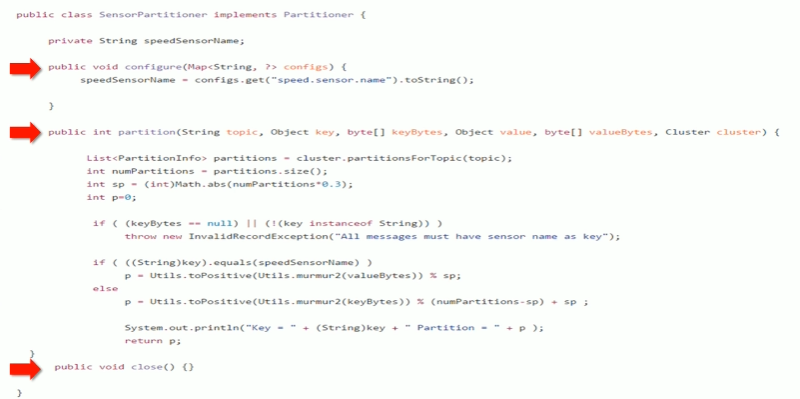 public class SensorPartitioner implements Partitioner {
private String speedSensorName;
public void configure(Map<String, ?> configs) {
speedSensorName = configs.get("speed.sensor.name").toString();
}
public int partition(String topic, Object key, byte[] keyBytes, Object value, byte[] valueBytes, Cluster cluster) {
List<PartitionInfo> partitions = cluster.partitionsForTopic(topic);
int numPartitions = partitions.size();
int sp = (int)Math.abs(numPartitions*0.3);
int p=0;
if ( (keyBytes == null) || (!(key instanceof String)) )
throw new InvalidRecordException("All messages must have sensor name as key");
if ( ((String)key).equals(speedSensorName) )
p = Utils.toPositive(Utils.murmur2(valueBytes)) % sp;
else
p = Utils.toPositive(Utils.murmur2(keyBytes)) % (numPartitions-sp) + sp ;
System.out.println("Key = " + (String)key + " Partition = " + p );
return p;
}
public void close() {}
}